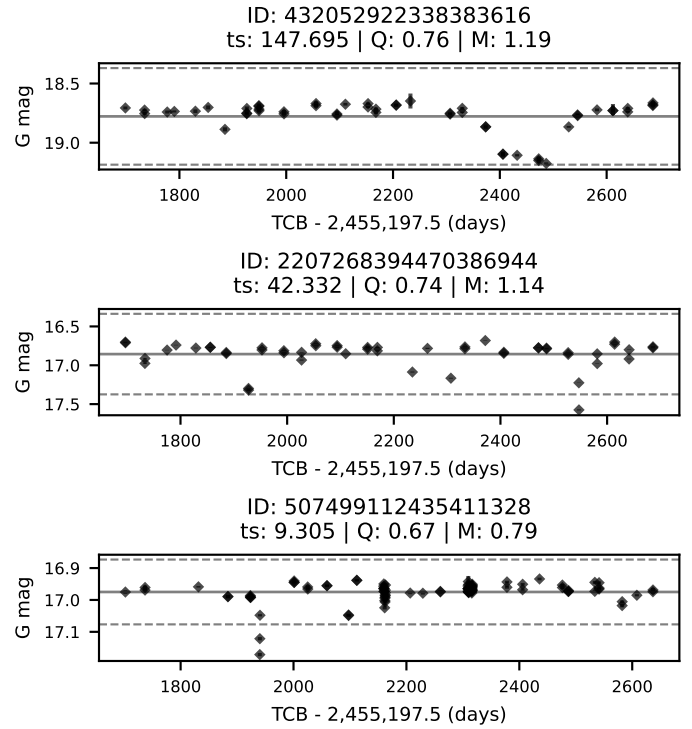 ID: 432052922338383616
ts: 147.695 | Q: 0.76 | M: 1.19
18.5
19.0
G mag
1800 2000 2200 2400 2600
TCB - 2,455,197.5 (days)
ID: 2207268394470386944
ts: 42.332 | Q: 0.74 | M: 1.14
16.5
17.0
17.5
G mag
1800 2000 2200 2400 2600
TCB - 2,455,197.5 (days)
ID: 507499112435411328
ts: 9.305 | Q: 0.67 | M: 0.79
16.9
17.0
17.1
G mag
1800 2000 2200 2400 2600
TCB - 2,455,197.5 (days)